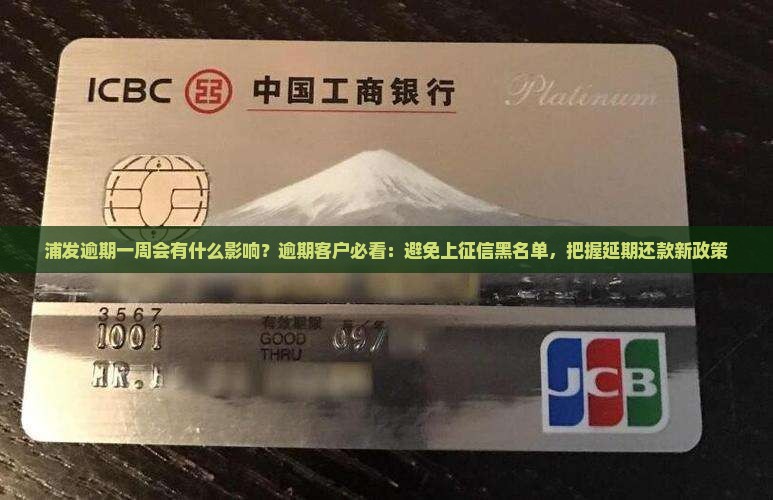 ICBC 中国工商银行 Platinum
浦发逾期一周会有什么影响？逾期客户必看：避免上征信黑名单，把握延期还款新政策
3567
1001
有效期限
GOOD
THRU
MR.
JCB